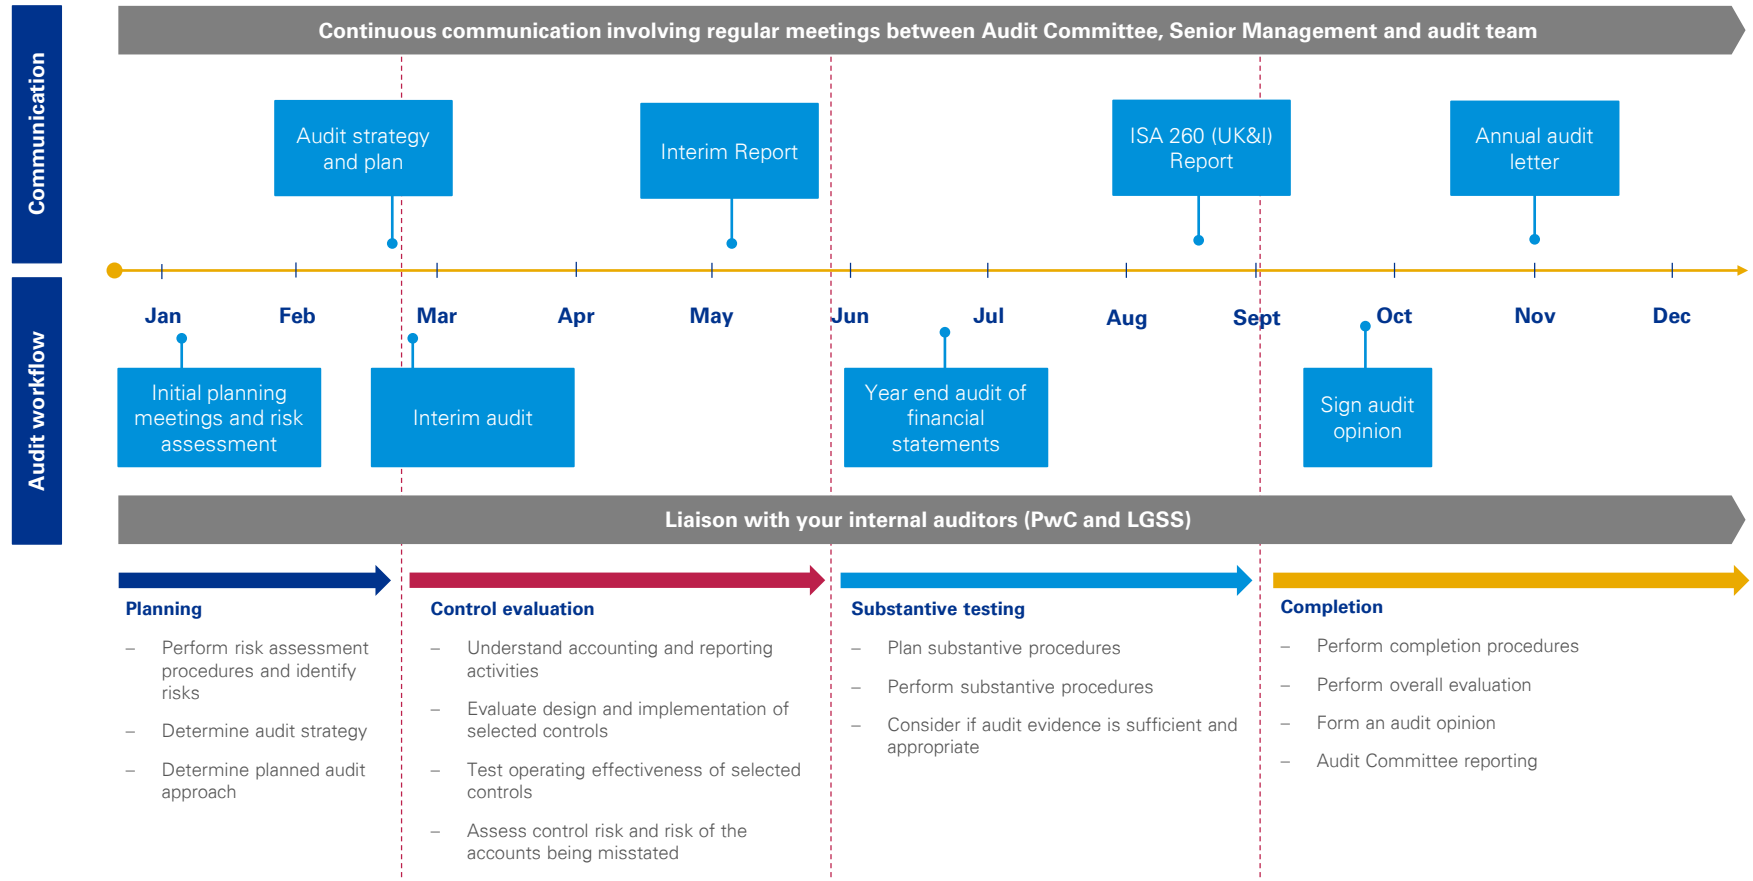 Continuous communication involving regular meetings between Audit Committee, Senior Management and audit team
Communication
Audit strategy
and plan
Interim Report
ISA 260 (UK&I)
Report
Annual audit
letter
Jan
Feb
Mar
Apr
May
Jun
Jul
Aug
Sept
Oct
Nov
Dec
Audit workflow
Initial planning
meetings and risk
assessment
Interim audit
Year end audit of
financial
statements
Sign audit
opinion
Liaison with your internal auditors (PwC and LGSS)
Planning
– Perform risk assessment
procedures and identify
risks
– Determine audit strategy
– Determine planned audit
approach
Control evaluation
– Understand accounting and reporting
activities
– Evaluate design and implementation of
selected controls
– Test operating effectiveness of selected
controls
– Assess control risk and risk of the
accounts being misstated
Substantive testing
– Plan substantive procedures
– Perform substantive procedures
– Consider if audit evidence is sufficient and
appropriate
Completion
– Perform completion procedures
– Perform overall evaluation
– Form an audit opinion
– Audit Committee reporting